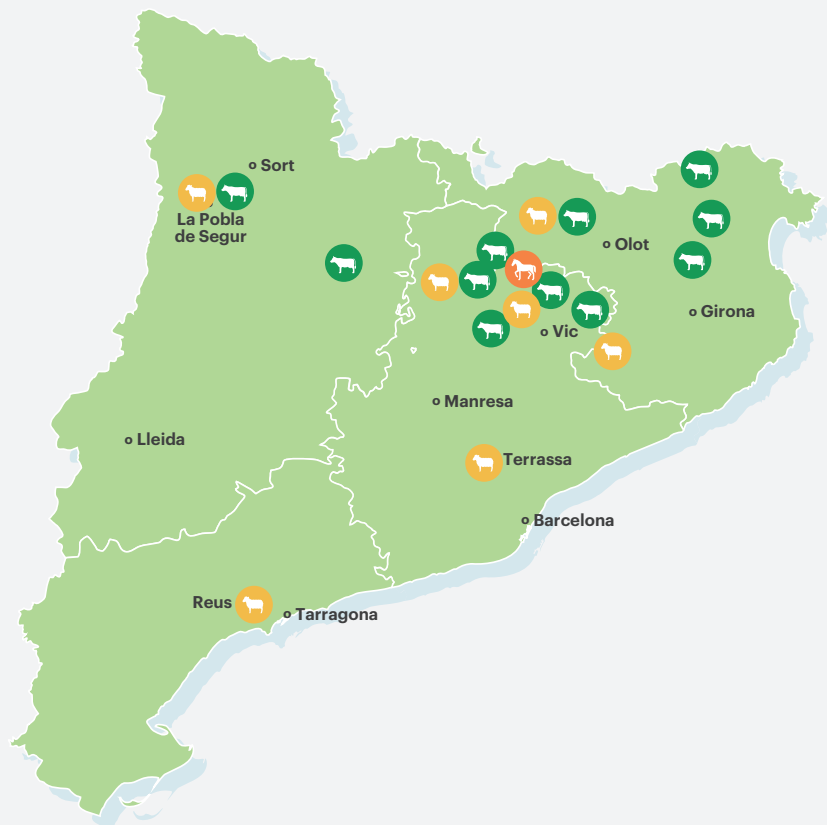 Sort
La Pobla
de Segur
Olot
Girona
Vic
Manresa
Lleida
Terrassa
Barcelona
Reus
Tarragona